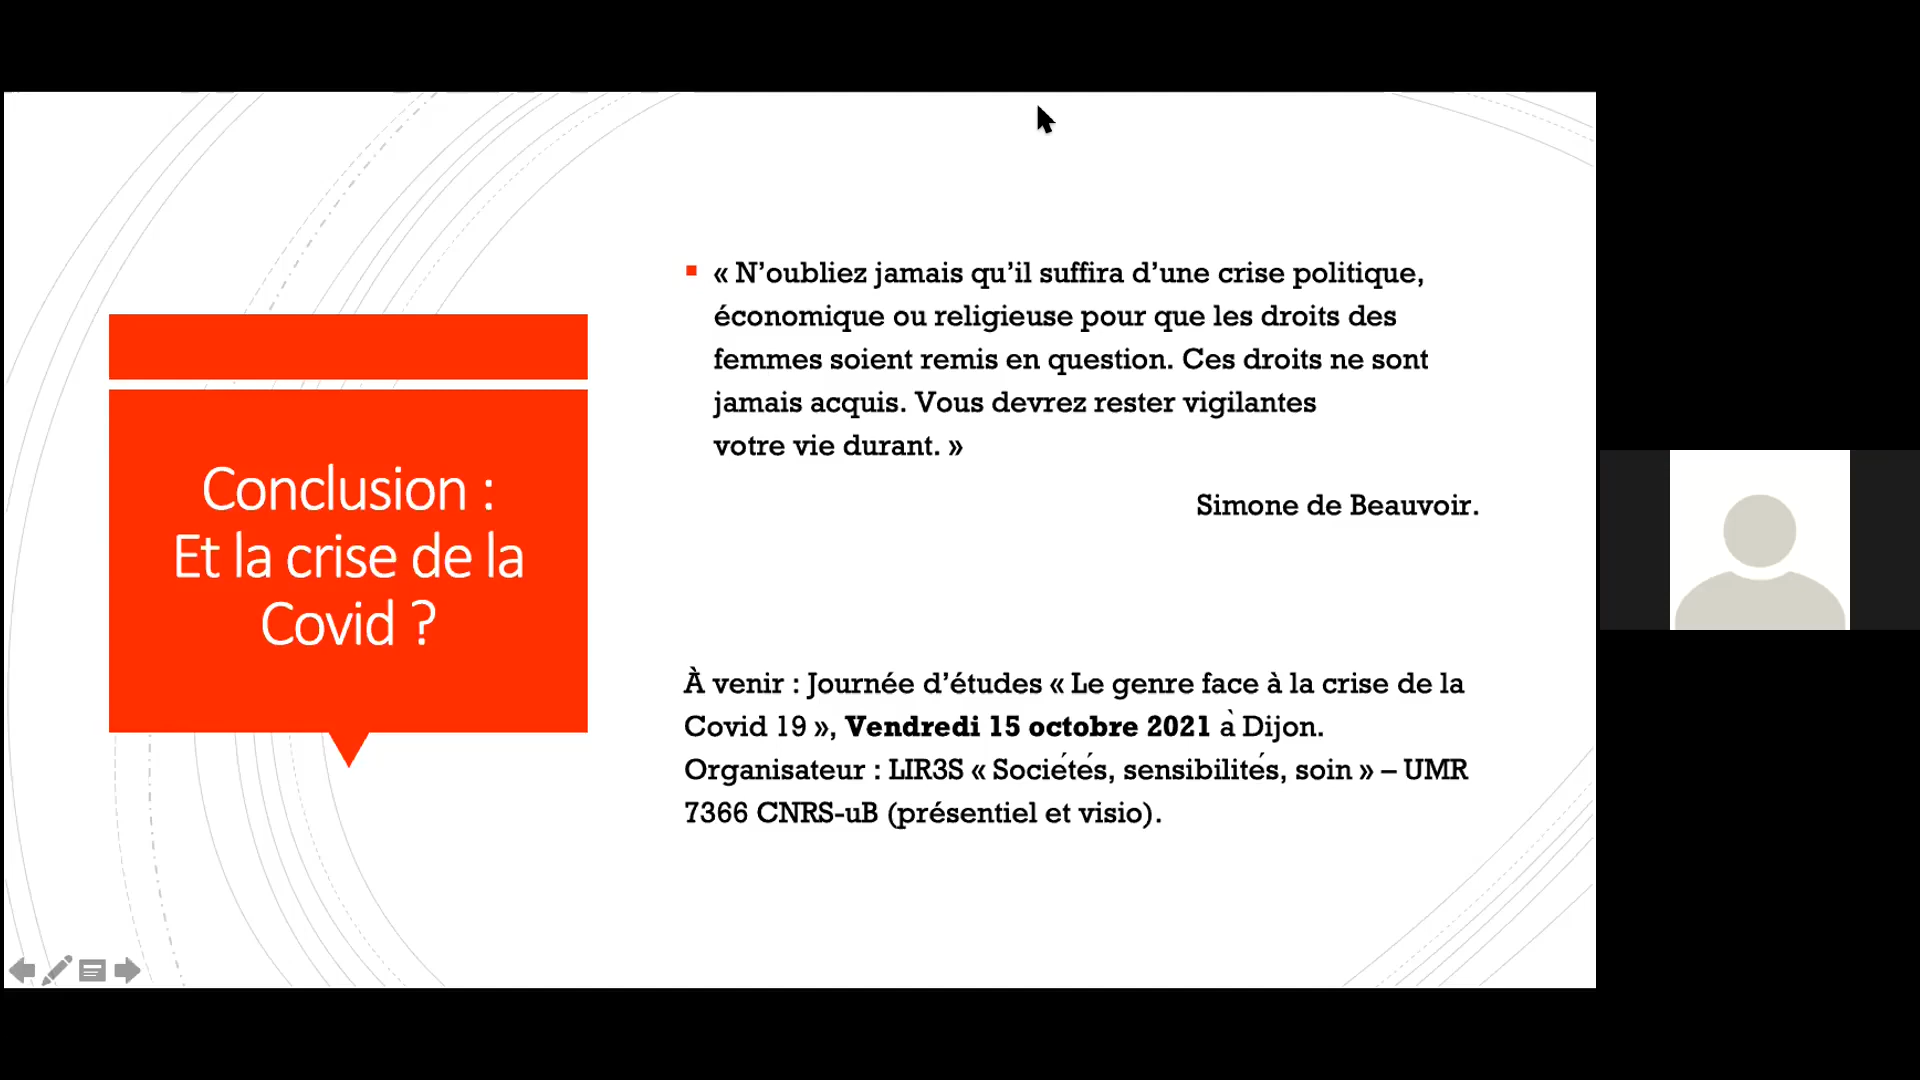 Conclusion :
Et la crise de la
Covid ?
« N’oubliez jamais qu’il suffira d’une crise politique,
économique ou religieuse pour que les droits des
femmes soient remis en question. Ces droits ne sont
jamais acquis. Vous devrez rester vigilantes
votre vie durant. »
Simone de Beauvoir.
À venir : Journée d’études « Le genre face à la crise de la
Covid 19 », Vendredi 15 octobre 2021 à Dijon.
Organisateur : LIR3S « Sociétés, sensibilités, soin » – UMR
7366 CNRS-uB (présentiel et visio).